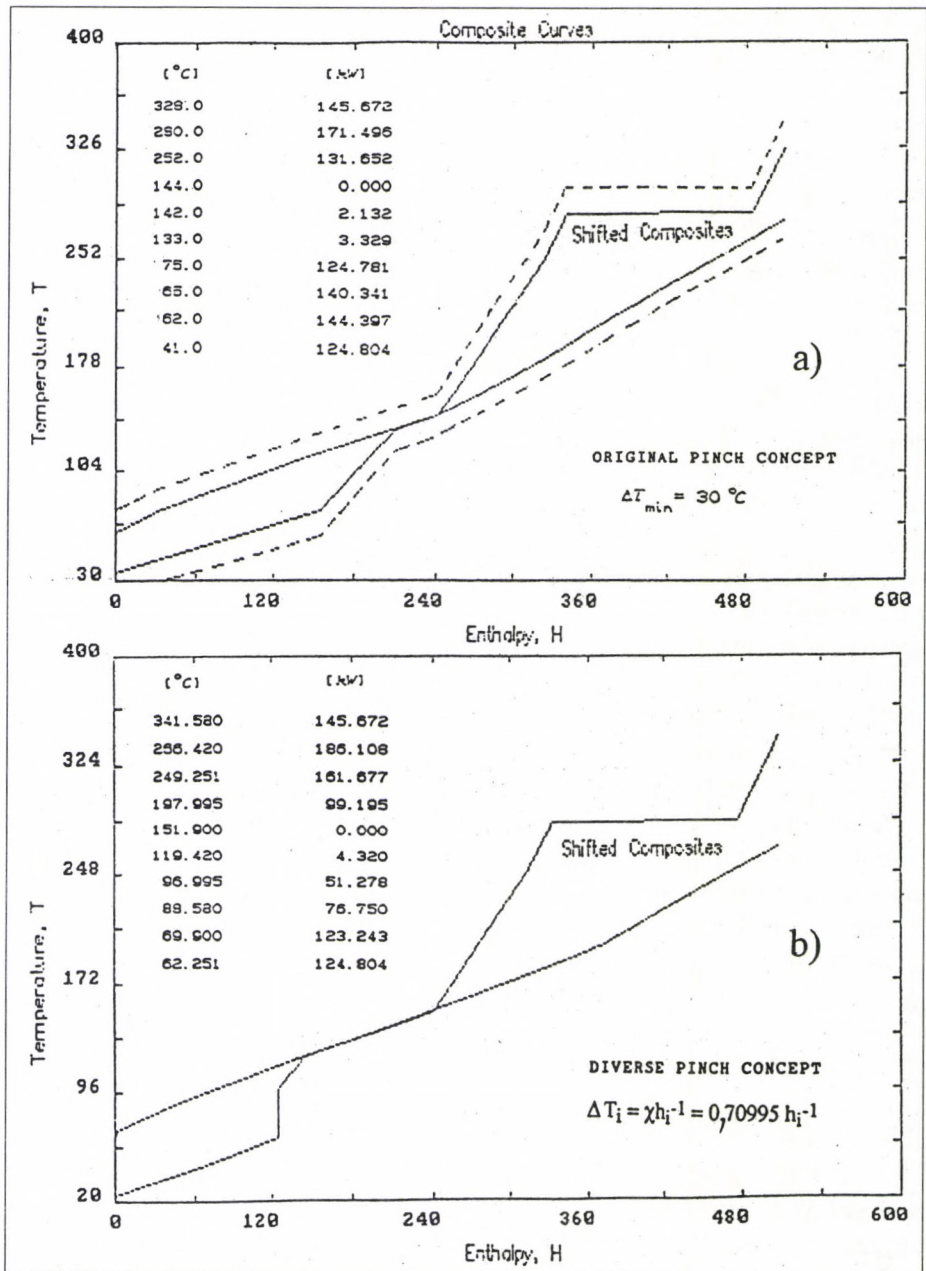 Composite Curves
400
326
252
178
104
30
Temperature, T
[°C] [kW]
329.0 145.672
290.0 171.496
252.0 131.652
144.0 0.000
142.0 2.132
133.0 3.329
75.0 124.781
65.0 140.341
62.0 144.397
41.0 124.804
Shifted Composites
a)
ORIGINAL PINCH CONCEPT
ΔTmin = 30 °C
0 120 240 360 480 600
Enthalpy, H
400
324
248
172
96
20
Temperature, T
[°C] [kW]
341.580 145.672
286.420 186.108
249.251 161.677
197.995 99.195
151.900 0.000
119.420 4.320
96.995 51.278
89.580 76.750
69.900 123.243
62.251 124.804
Shifted Composites
b)
DIVERSE PINCH CONCEPT
ΔTi = χhi-1 = 0,70995 hi-1
0 120 240 360 480 600
Enthalpy, H